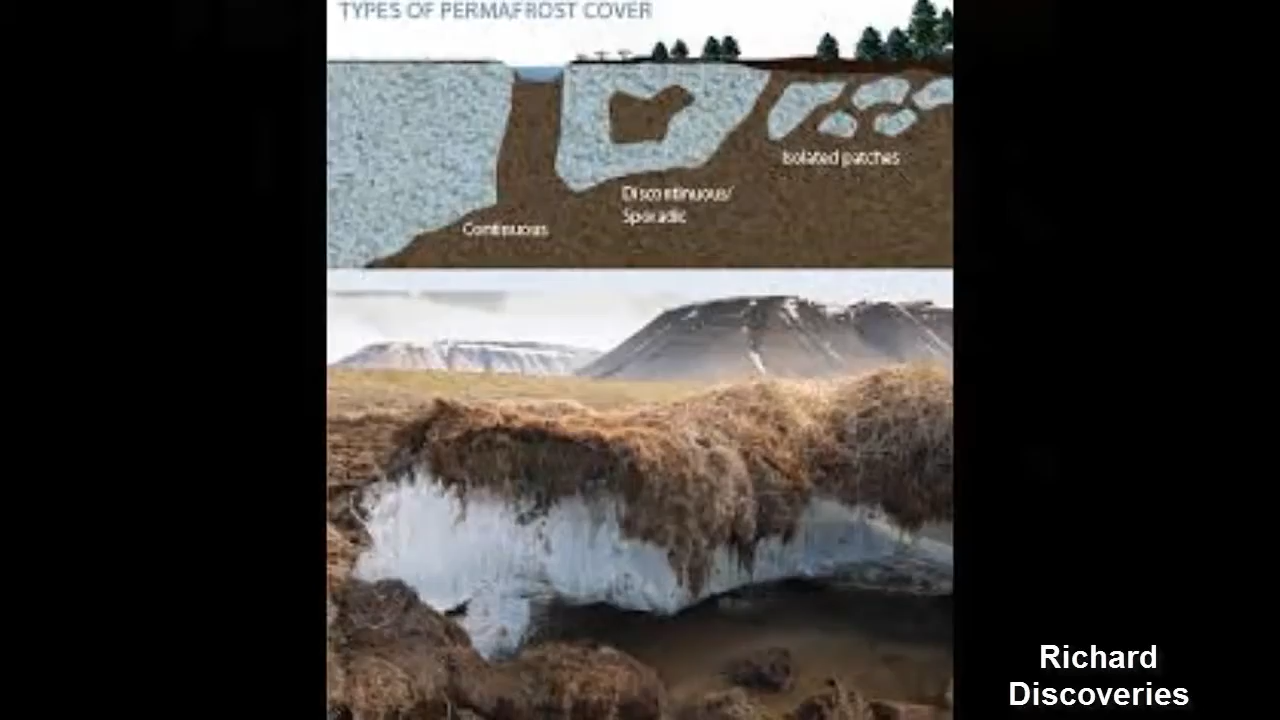 TYPES OF PERMAFROST COVER
Isolated patches
Discontinuous/
Sporadic
Continuous
Richard
Discoveries